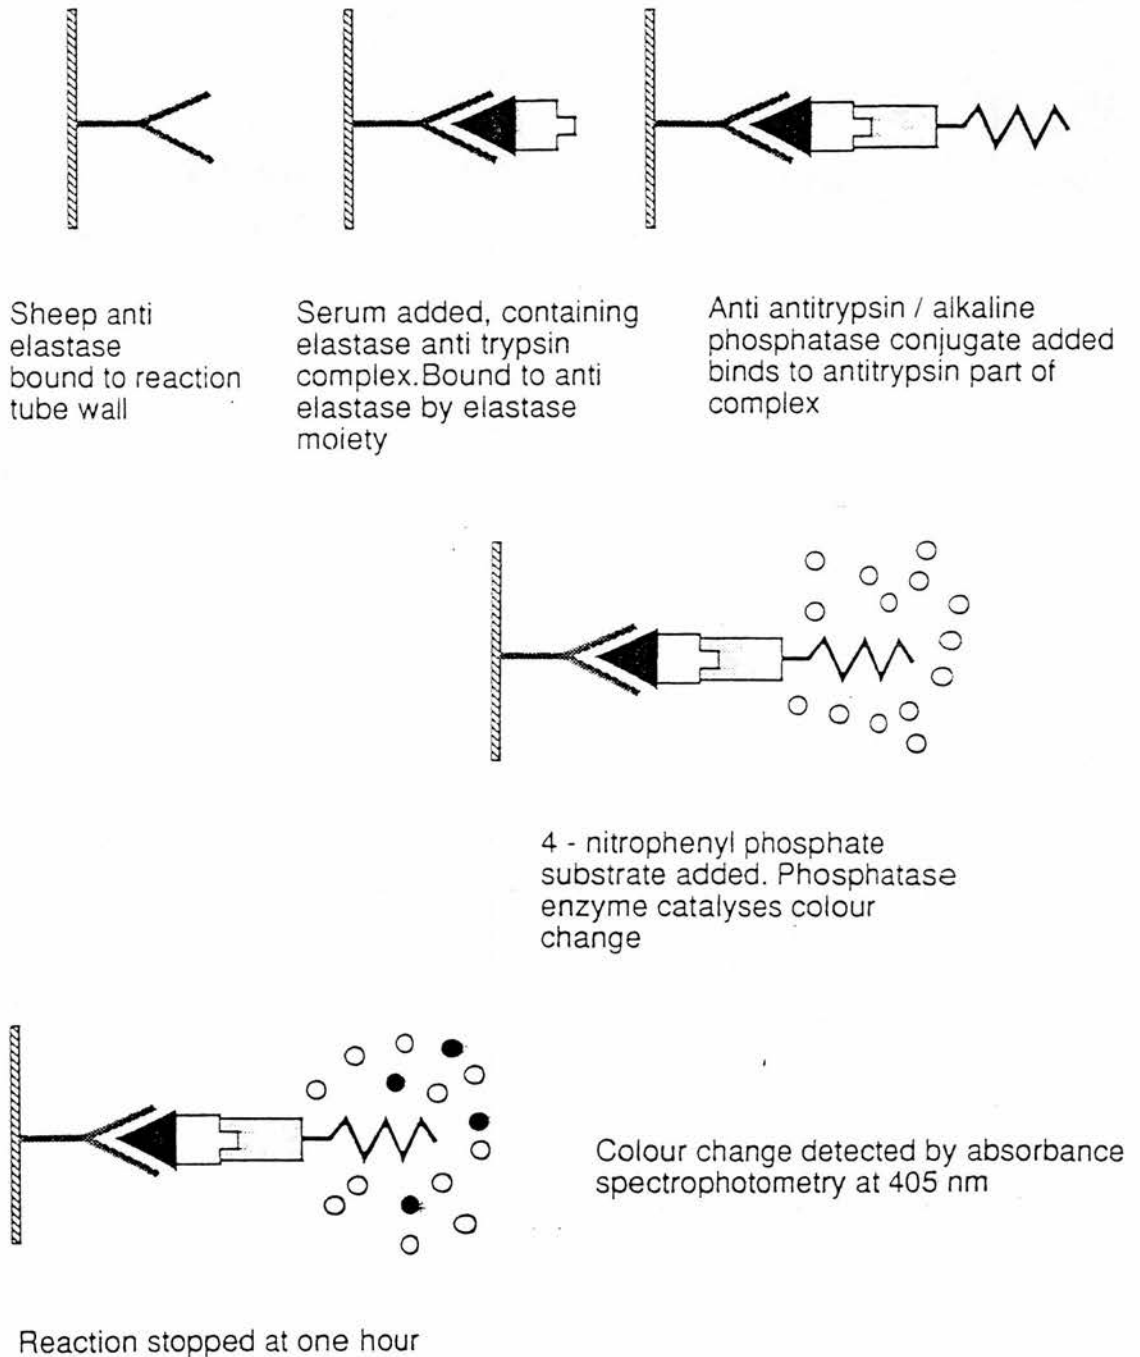 Sheep anti
elastase
bound to reaction
tube wall
Serum added, containing
elastase anti trypsin
complex.Bound to anti
elastase by elastase
moiety
Anti antitrypsin / alkaline
phosphatase conjugate added
binds to antitrypsin part of
complex
4 - nitrophenyl phosphate
substrate added. Phosphatase
enzyme catalyses colour
change
Colour change detected by absorbance
spectrophotometry at 405 nm
Reaction stopped at one hour